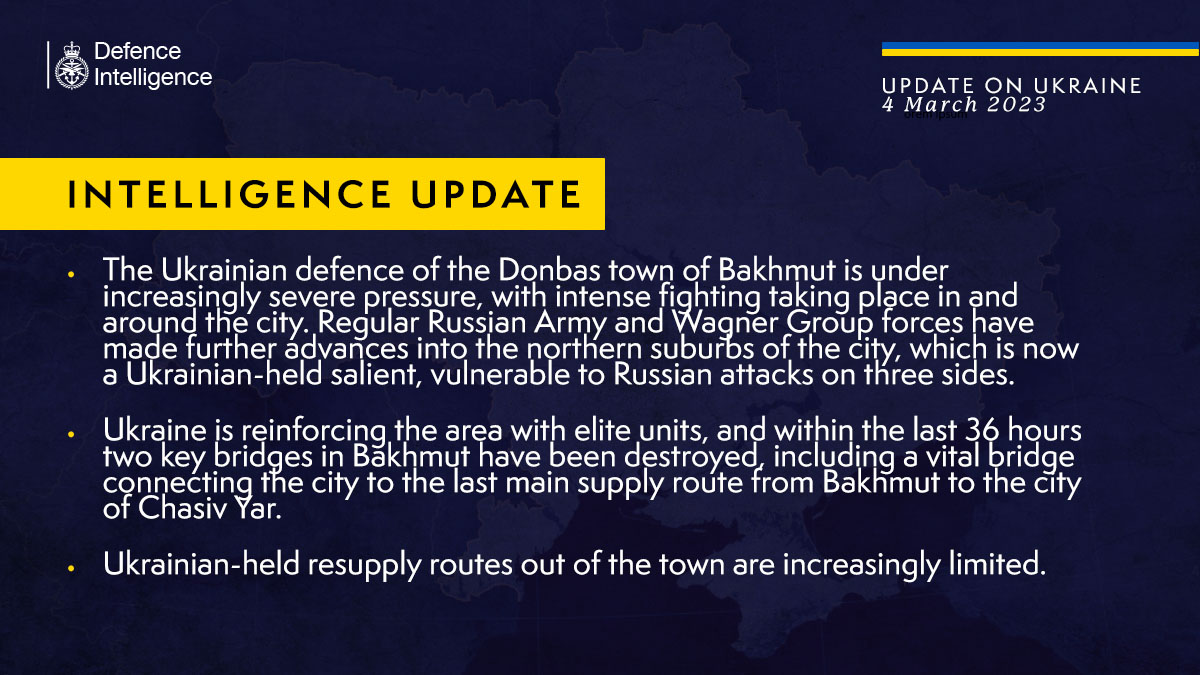 Defence
Intelligence
UPDATE ON UKRAINE
4 March 2023
orem ipsum
INTELLIGENCE UPDATE
• The Ukrainian defence of the Donbas town of Bakhmut is under
increasingly severe pressure, with intense fighting taking place in and
around the city. Regular Russian Army and Wagner Group forces have
made further advances into the northern suburbs of the city, which is now
a Ukrainian-held salient, vulnerable to Russian attacks on three sides.
• Ukraine is reinforcing the area with elite units, and within the last 36 hours
two key bridges in Bakhmut have been destroyed, including a vital bridge
connecting the city to the last main supply route from Bakhmut to the city
of Chasiv Yar.
• Ukrainian-held resupply routes out of the town are increasingly limited.